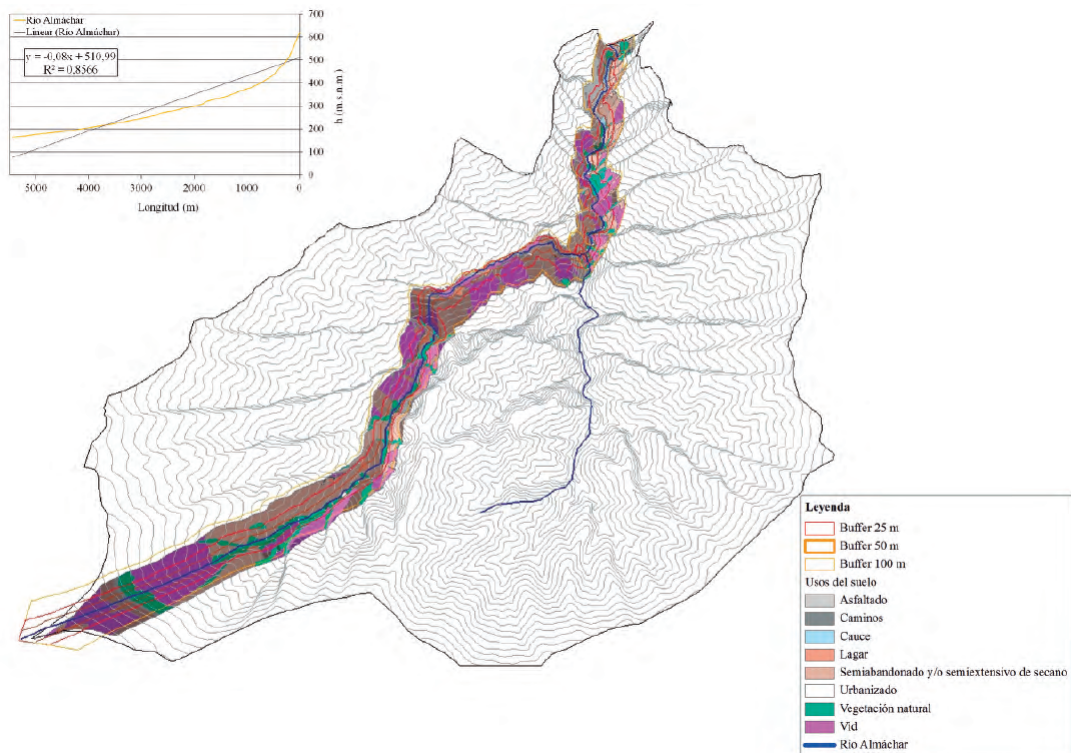 Río Almáchar
Linear (Río Almáchar)
y = -0,08x + 510,99
R² = 0,8566
700
600
500
400
300
200
100
0
h (m.s.n.m.)
5000 4000 3000 2000 1000 0
Longitud (m)
Leyenda
Buffer 25 m
Buffer 50 m
Buffer 100 m
Usos del suelo
Asfaltado
Caminos
Cauce
Lagar
Semiabandonado y/o semiextensivo de secano
Urbanizado
Vegetación natural
Vid
Río Almáchar